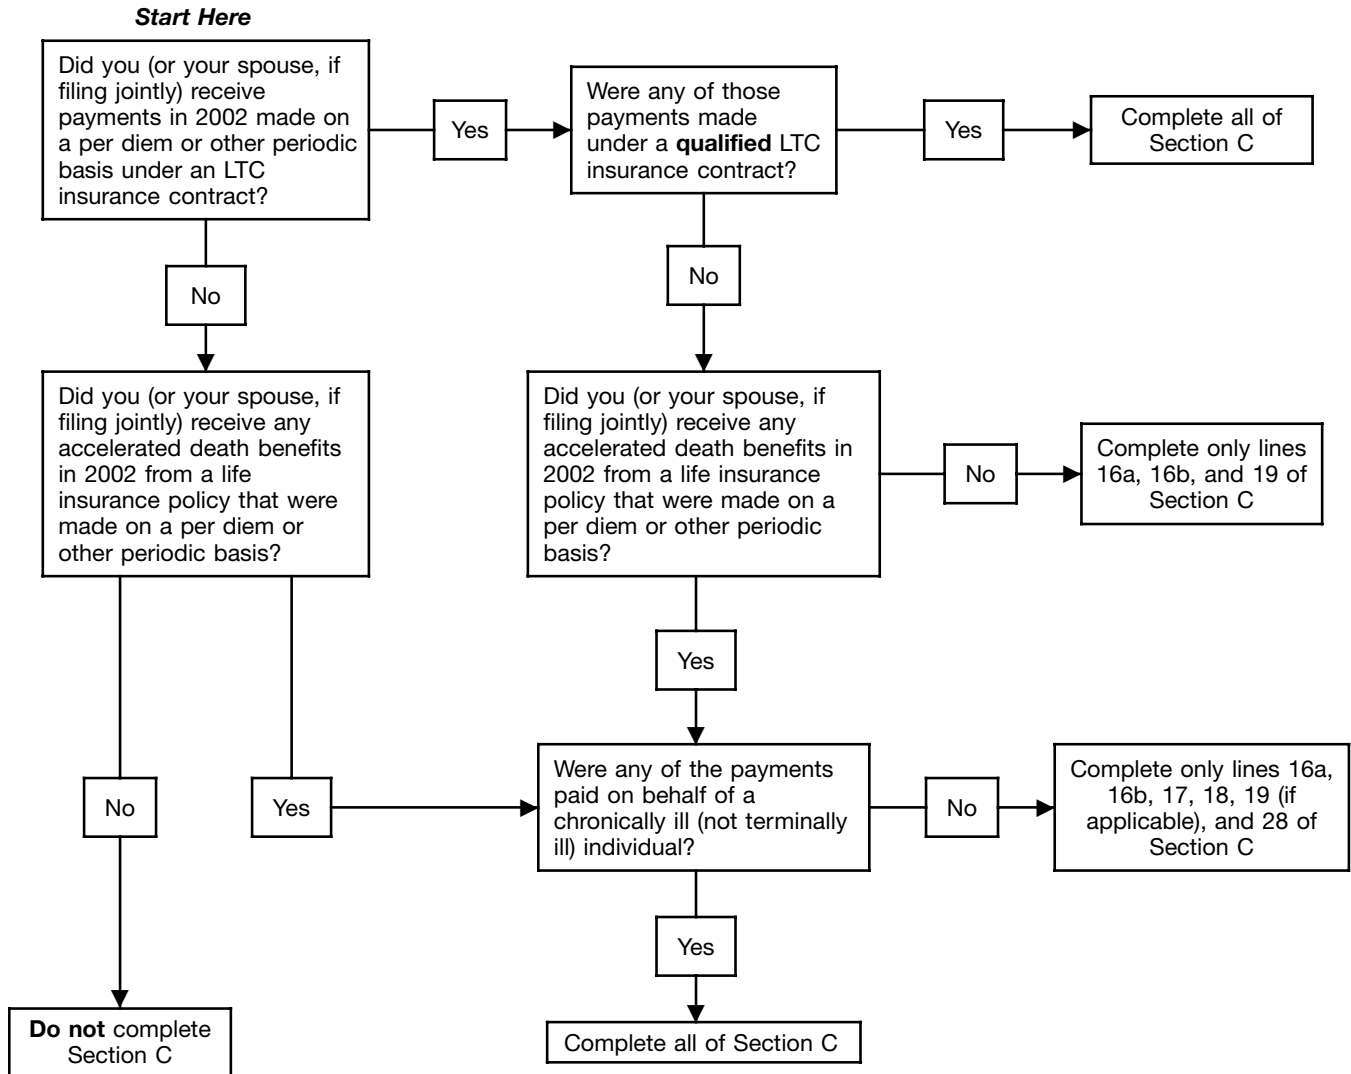 Start Here
Did you (or your spouse, if
filing jointly) receive
payments in 2002 made on
a per diem or other periodic
basis under an LTC
insurance contract?
Yes
Were any of those
payments made
under a qualified LTC
insurance contract?
Yes
Complete all of
Section C
No
No
Did you (or your spouse, if
filing jointly) receive any
accelerated death benefits
in 2002 from a life
insurance policy that were
made on a per diem or
other periodic basis?
Did you (or your spouse, if
filing jointly) receive any
accelerated death benefits in
2002 from a life insurance
policy that were made on a
per diem or other periodic
basis?
No
Complete only lines
16a, 16b, and 19 of
Section C
Yes
No
Yes
Were any of the payments
paid on behalf of a
chronically ill (not terminally
ill) individual?
No
Complete only lines 16a,
16b, 17, 18, 19 (if
applicable), and 28 of
Section C
Yes
Do not complete
Section C
Complete all of Section C